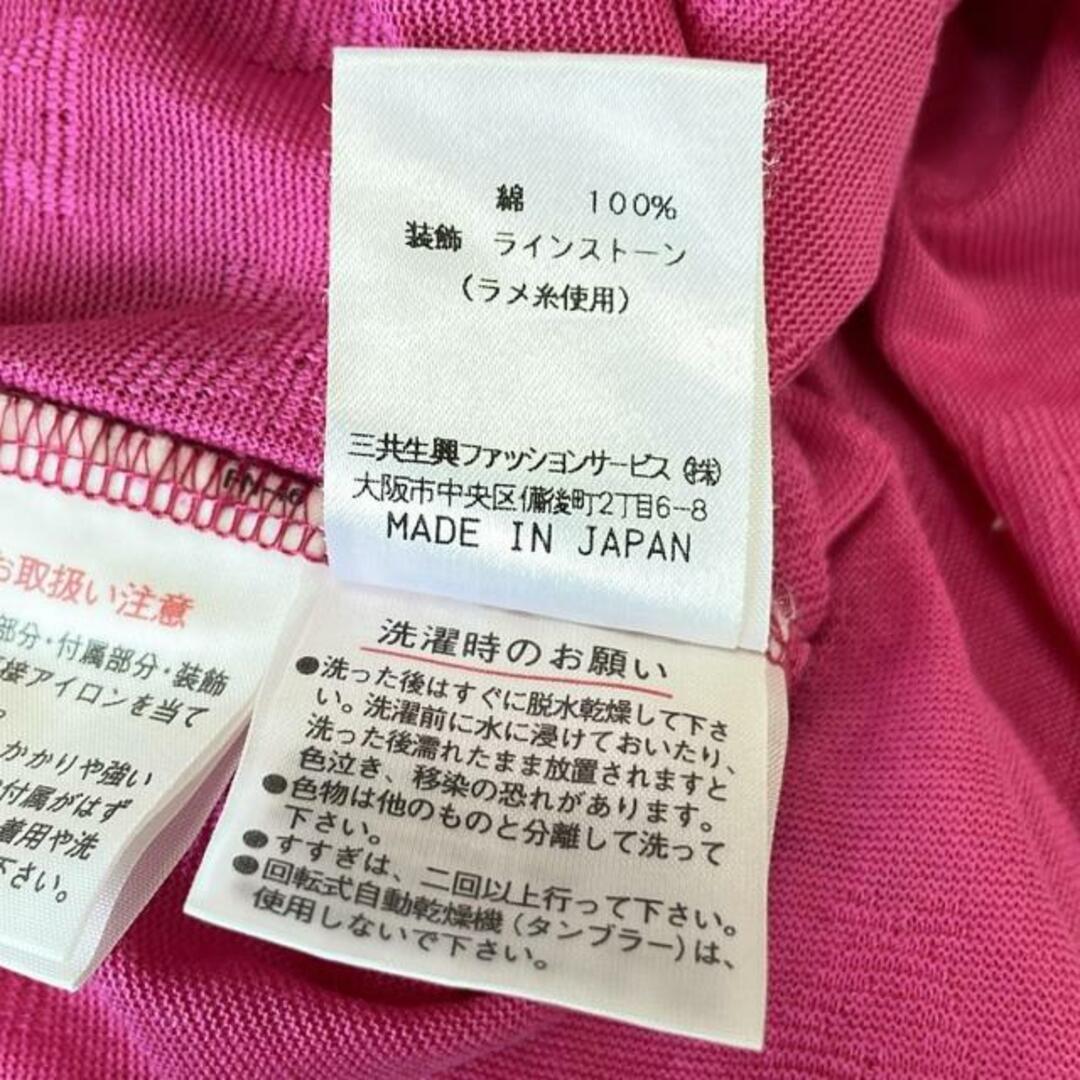 綿 100%
装飾 ラインストーン
(ラメ糸使用)
三共生興ファッションサービス ㈱
大阪市中央区備後町2丁目6-8
MADE IN JAPAN
洗濯時のお願い
●洗った後はすぐに脱水乾燥して下さ
い。洗濯前に水に浸けておいたり、
洗った後濡れたまま放置されますと
色泣き、移染の恐れがあります。
●色物は他のものと分離して洗って
下さい。
●すすぎは、二回以上行って下さい。
●回転式自動乾燥機(タンブラー)は、
使用しないで下さい。
お取扱い注意
部分・付属部分・装飾
接アイロンを当て
。
かかりや強い
付属がはず
着用や洗
下さい。